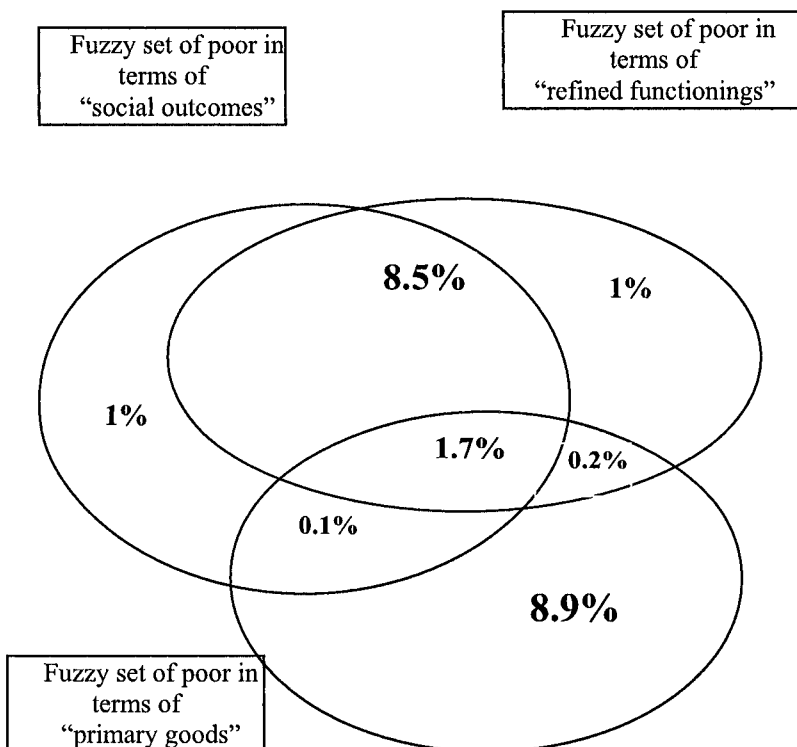 Fuzzy set of poor in
terms of
“social outcomes”
Fuzzy set of poor in
terms of
“refined functionings”
8.5%
1%
1%
1.7%
0.2%
0.1%
8.9%
Fuzzy set of poor in
terms of
“primary goods”